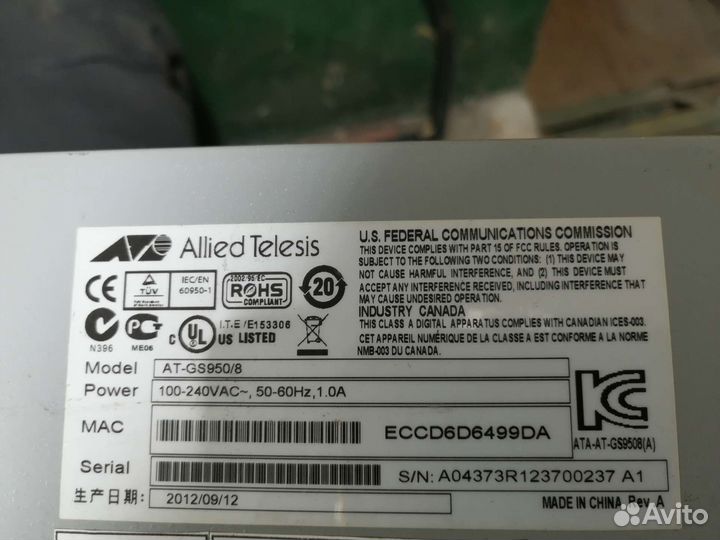 Allied Telesis
U.S. FEDERAL COMMUNICATIONS COMMISSION
THIS DEVICE COMPLIES WITH PART 15 OF FCC RULES. OPERATION IS
SUBJECT TO THE FOLLOWING TWO CONDITIONS: (1) THIS DEVICE MAY
NOT CAUSE HARMFUL INTERFERENCE, AND (2) THIS DEVICE MUST
ACCEPT ANY INTERFERENCE RECEIVED, INCLUDING INTERFERENCE THAT
MAY CAUSE UNDESIRED OPERATION.
INDUSTRY CANADA
THIS CLASS A DIGITAL APPARATUS COMPLIES WITH CANADIAN ICES-003.
CET APPAREIL NUMÉRIQUE DE LA CLASSE A EST CONFORME A LA NORME
NMB-003 DU CANADA.
CE
TÜV
IEC/EN
60950-1
2002/95/EC
ROHS
COMPLIANT
20
N396
ME06
C UL US LISTED
I.T.E /E153306
Model AT-GS950/8
Power 100-240VAC~, 50-60Hz,1.0A
MAC ECCD6D6499DA
Serial S/N: A04373R123700237 A1
生产日期: 2012/09/12
KC
ATA-AT-GS9508(A)
MADE IN CHINA Rev A
Avito